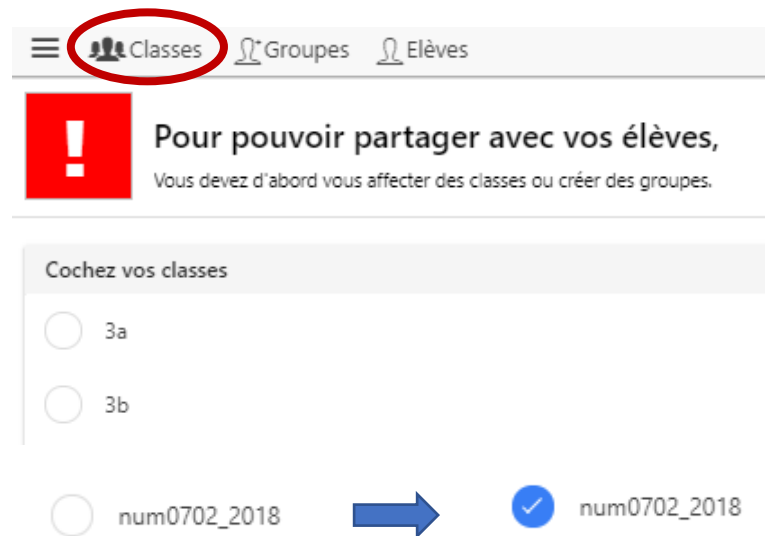 Classes Groupes Elèves
!
Pour pouvoir partager avec vos élèves,
Vous devez d'abord vous affecter des classes ou créer des groupes.
Cochez vos classes
3a
3b
num0702_2018 num0702_2018